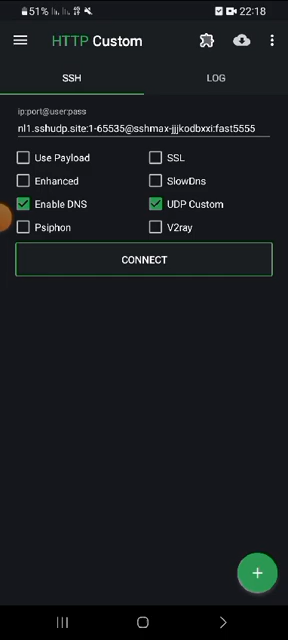 51% 22:18
HTTP Custom
SSH LOG
ip:port@user:pass
nl1.sshudp.site:1-65535@sshmax-jjjkodbxxi:fast5555
Use Payload SSL
Enhanced SlowDns
Enable DNS UDP Custom
Psiphon V2ray
CONNECT